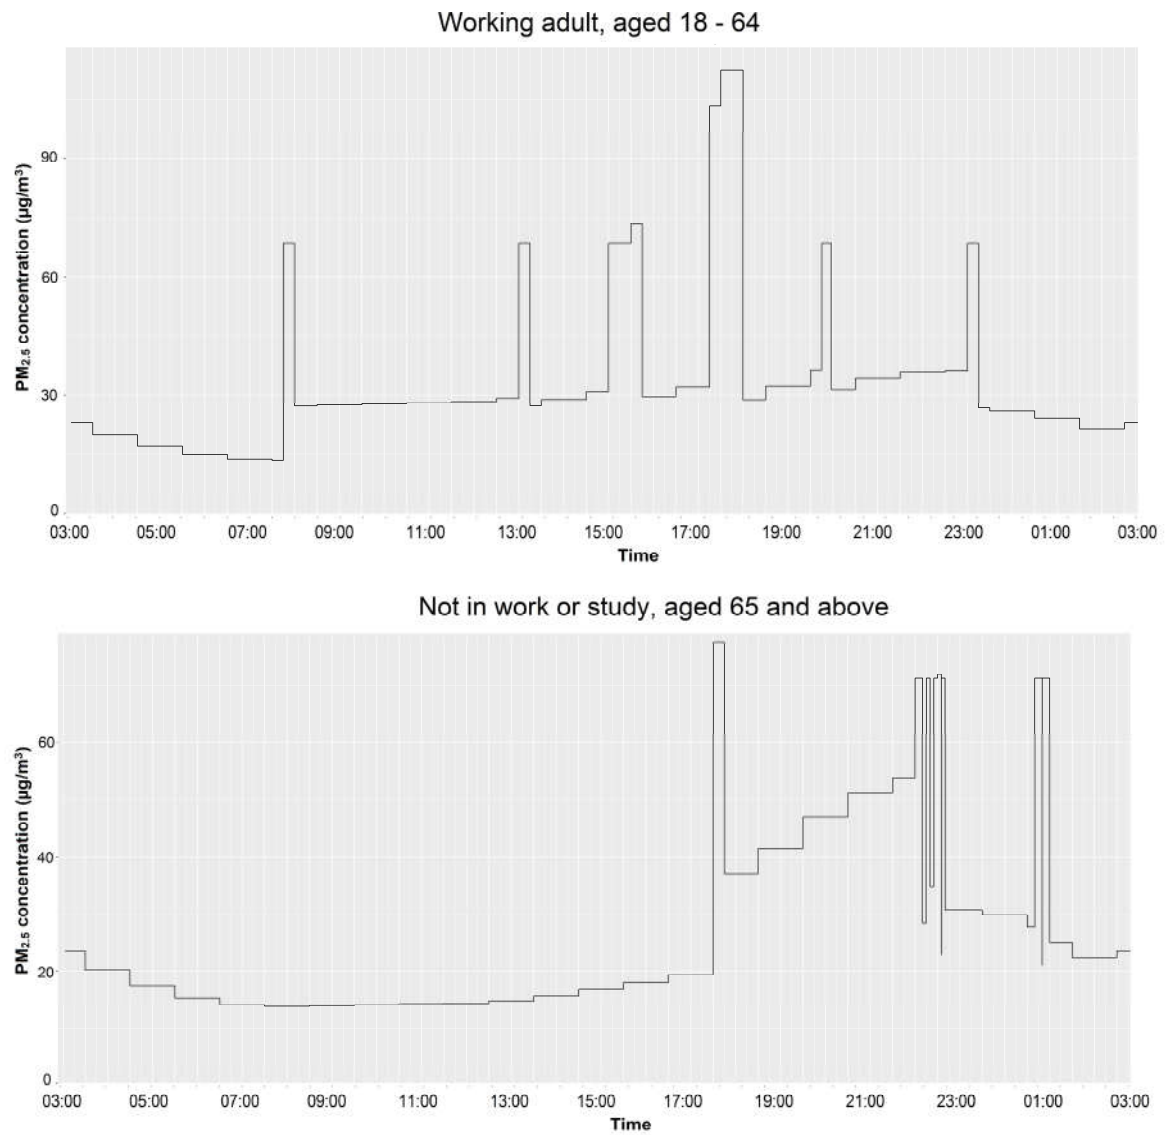 Working adult, aged 18 - 64
PM2.5 concentration (µg/m³)
90
60
30
0
03:00 05:00 07:00 09:00 11:00 13:00 15:00 17:00 19:00 21:00 23:00 01:00 03:00
Time
Not in work or study, aged 65 and above
PM2.5 concentration (µg/m³)
60
40
20
0
03:00 05:00 07:00 09:00 11:00 13:00 15:00 17:00 19:00 21:00 23:00 01:00 03:00
Time